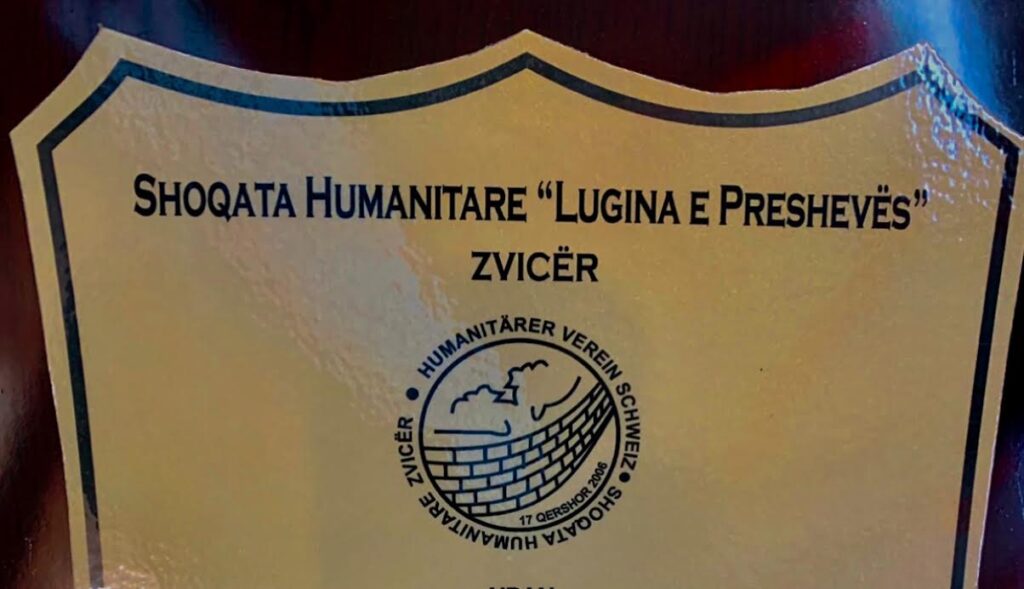 SHOQATA HUMANITARE “LUGINA E PRESHEVËS”
ZVICËR
HUMANITÄRER VEREIN SCHWEIZ
SHOQATA HUMANITARE ZVICËR
17 QERSHOR 2006